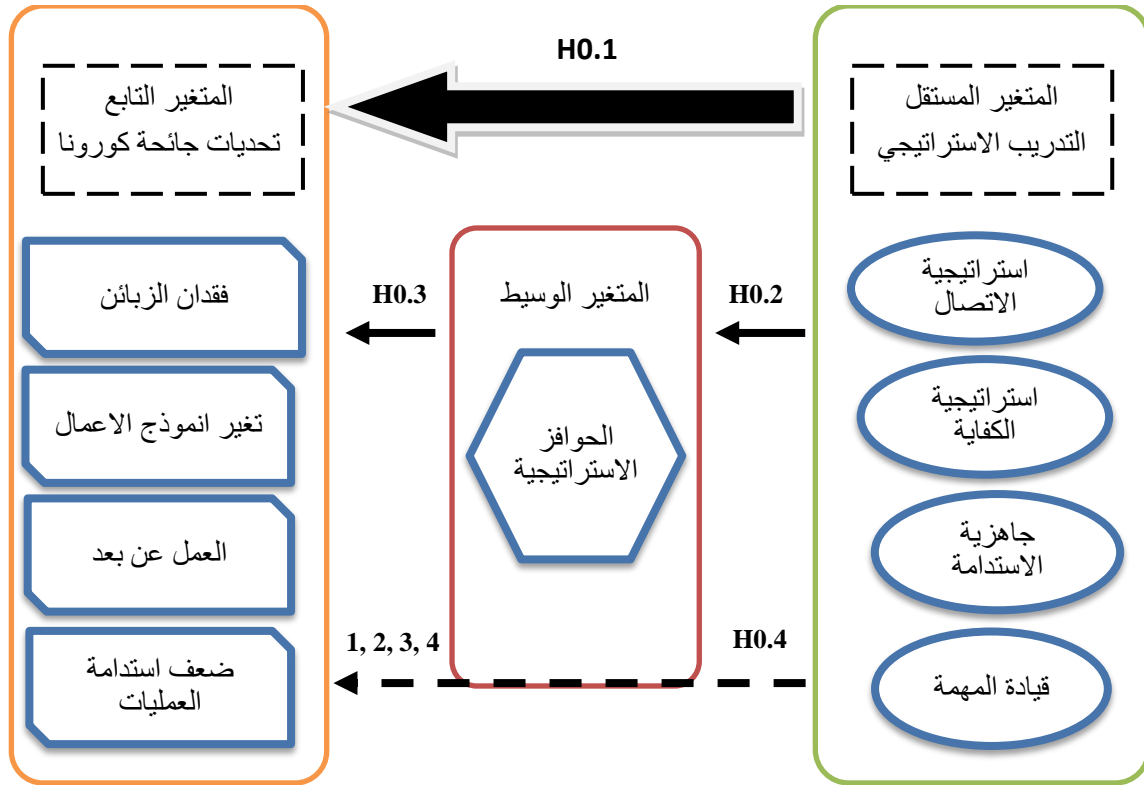 H0.1
المتغير المستقل
التدريب الاستراتيجي
استراتيجية
الاتصال
استراتيجية
الكفاية
جاهزية
الاستدامة
قيادة المهمة
H0.2
المتغير الوسيط
الحوافز
الاستراتيجية
H0.3
H0.4
1, 2, 3, 4
المتغير التابع
تحديات جائحة كورونا
فقدان الزبائن
تغير انموذج الاعمال
العمل عن بعد
ضعف استدامة
العمليات